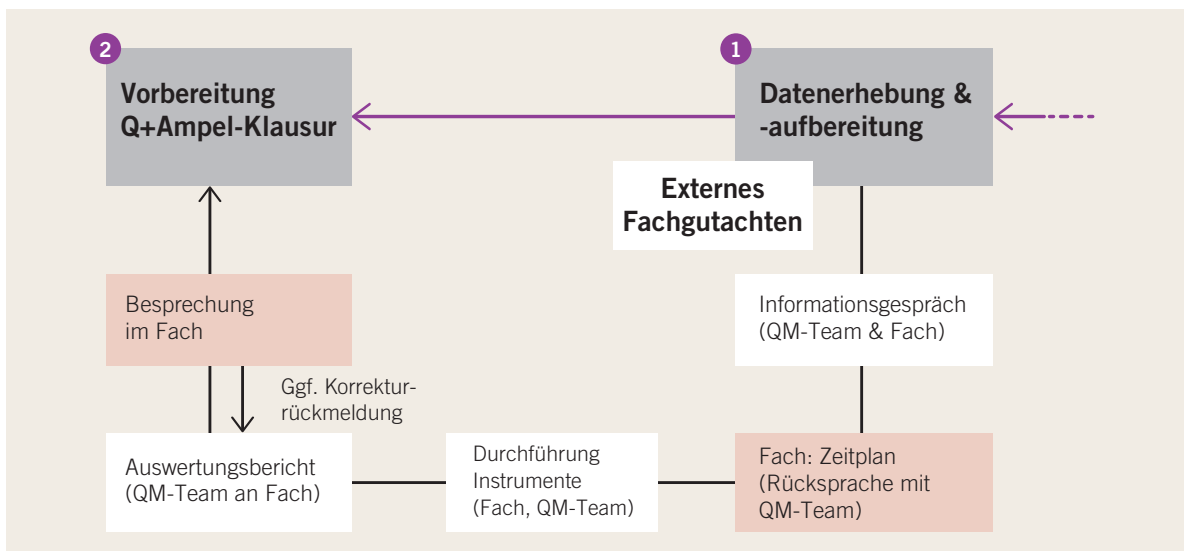 2
Vorbereitung
Q+Ampel-Klausur
1
Datenerhebung &
-aufbereitung
Externes
Fachgutachten
Besprechung
im Fach
Informationsgespräch
(QM-Team & Fach)
Ggf. Korrektur-
rückmeldung
Auswertungsbericht
(QM-Team an Fach)
Durchführung
Instrumente
(Fach, QM-Team)
Fach: Zeitplan
(Rücksprache mit
QM-Team)